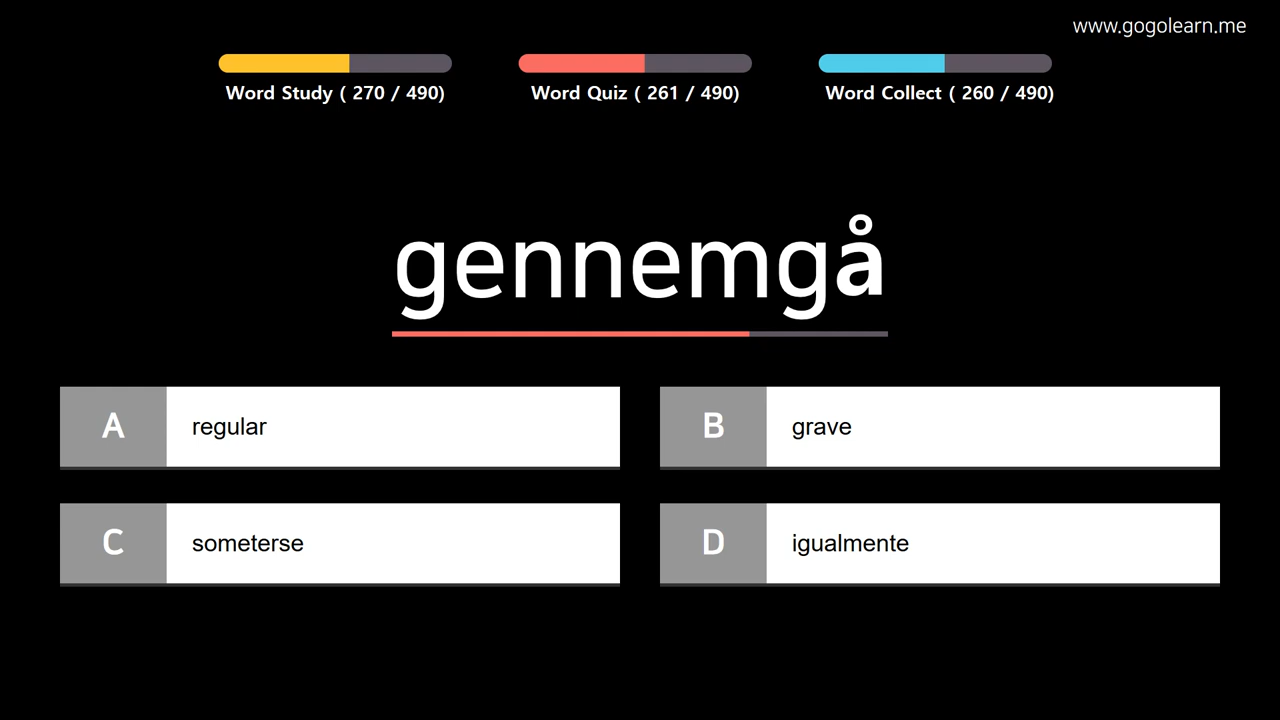 www.gogolearn.me
Word Study ( 270 / 490)
Word Quiz ( 261 / 490)
Word Collect ( 260 / 490)
gennemgå
A regular
B grave
C someterse
D igualmente